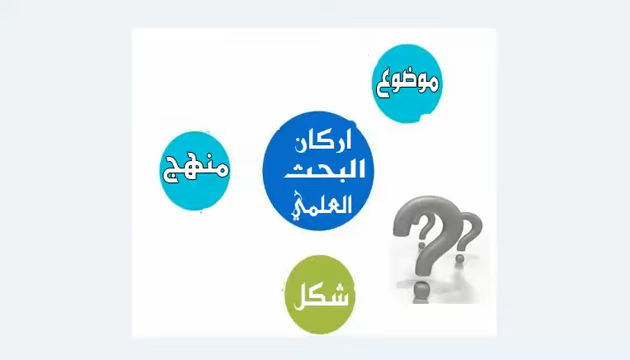 موضوع
اركان
البحث
العلمي
منهج
شكل